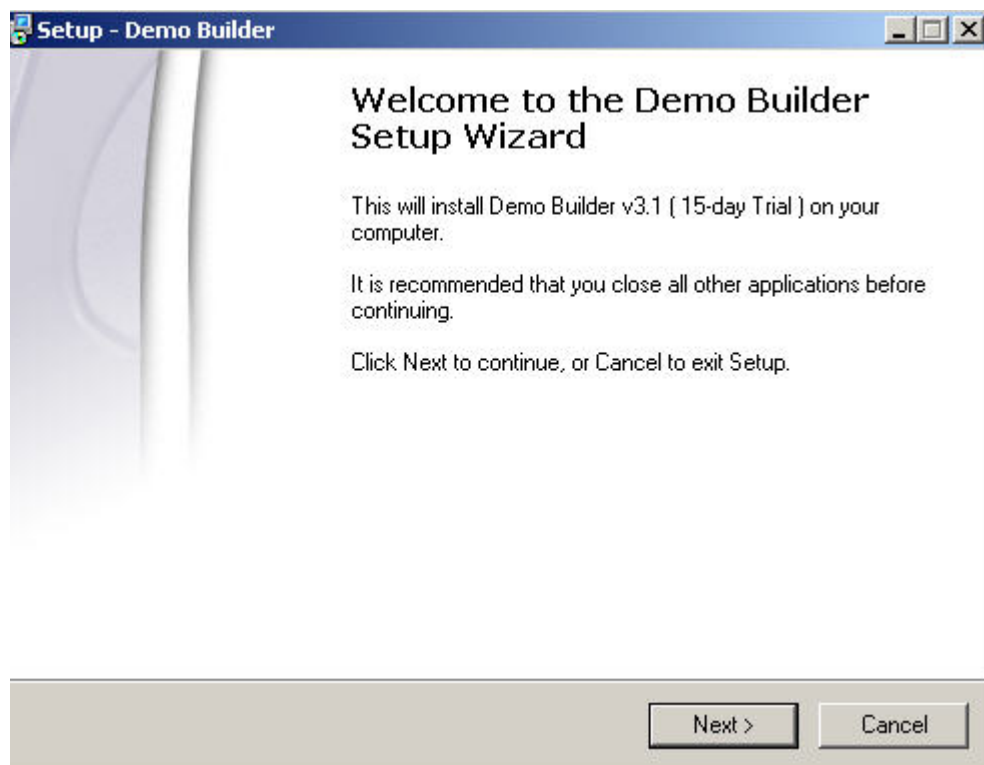 Setup - Demo Builder
Welcome to the Demo Builder
Setup Wizard
This will install Demo Builder v3.1 ( 15-day Trial ) on your
computer.
It is recommended that you close all other applications before
continuing.
Click Next to continue, or Cancel to exit Setup.
Next >
Cancel